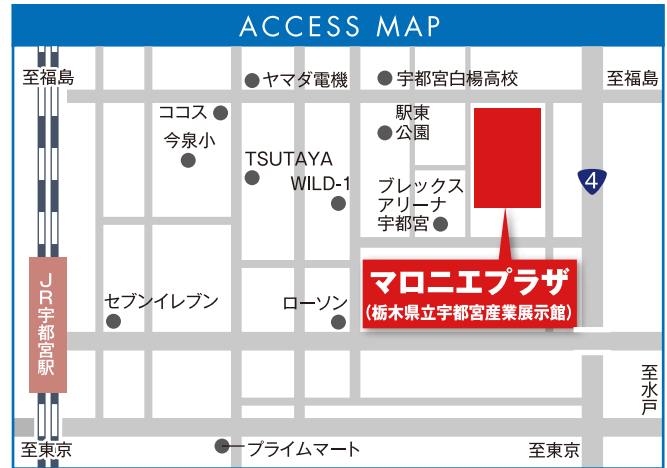 ACCESS MAP
至福島
ヤマダ電機
宇都宮白楊高校
至福島
ココス
駅東
公園
今泉小
TSUTAYA
WILD-1
ブレックス
アリーナ
宇都宮
4
マロニエプラザ
(栃木県立宇都宮産業展示館)
JR宇都宮駅
セブンイレブン
ローソン
至水戸
至東京
プライムマート
至東京